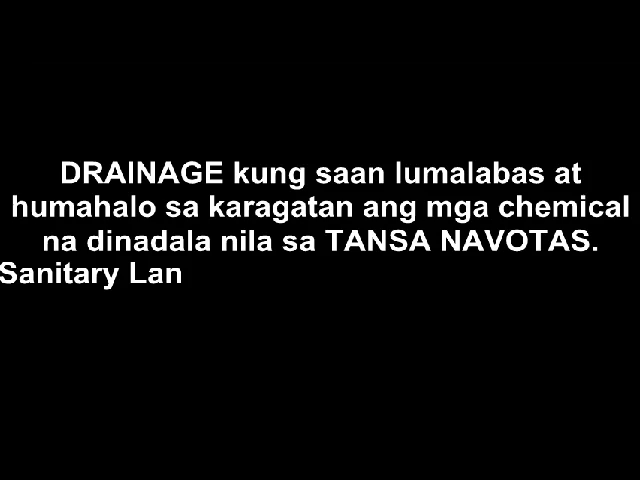 DRAINAGE kung saan lumalabas at
humahalo sa karagatan ang mga chemical
na dinadala nila sa TANSA NAVOTAS.
Sanitary Lan